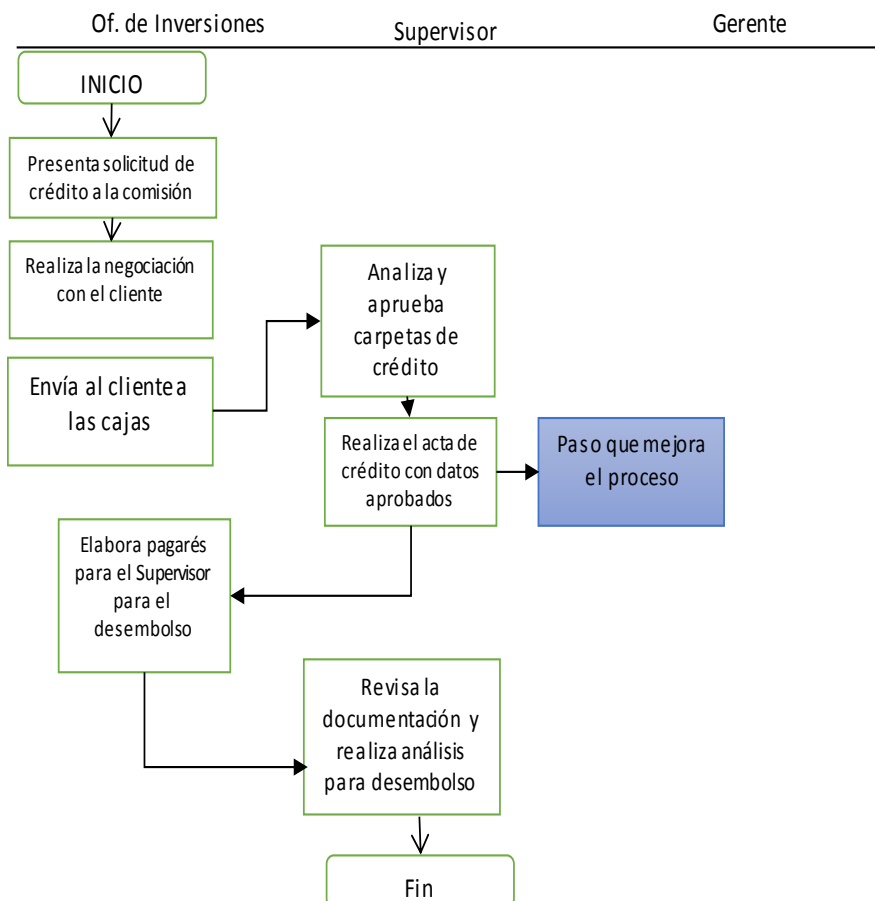 Of. de Inversiones
Supervisor
Gerente
INICIO
Presenta solicitud de
crédito a la comisión
Realiza la negociación
con el cliente
Envía al cliente a
las cajas
Analiza y
aprueba
carpetas de
crédito
Realiza el acta de
crédito con datos
aprobados
Paso que mejora
el proceso
Elabora pagarés
para el Supervisor
para el
desembolso
Revisa la
documentación y
realiza análisis
para desembolso
Fin